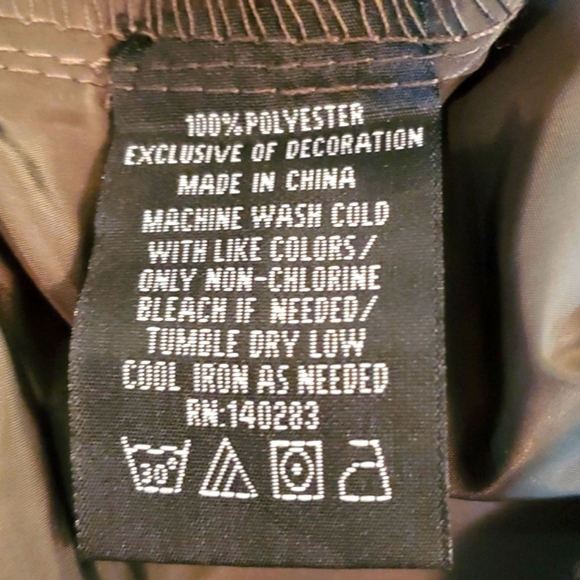 100% POLYESTER
EXCLUSIVE OF DECORATION
MADE IN CHINA
MACHINE WASH COLD
WITH LIKE COLORS/
ONLY NON-CHLORINE
BLEACH IF NEEDED/
TUMBLE DRY LOW
COOL IRON AS NEEDED
RN:140283
30°